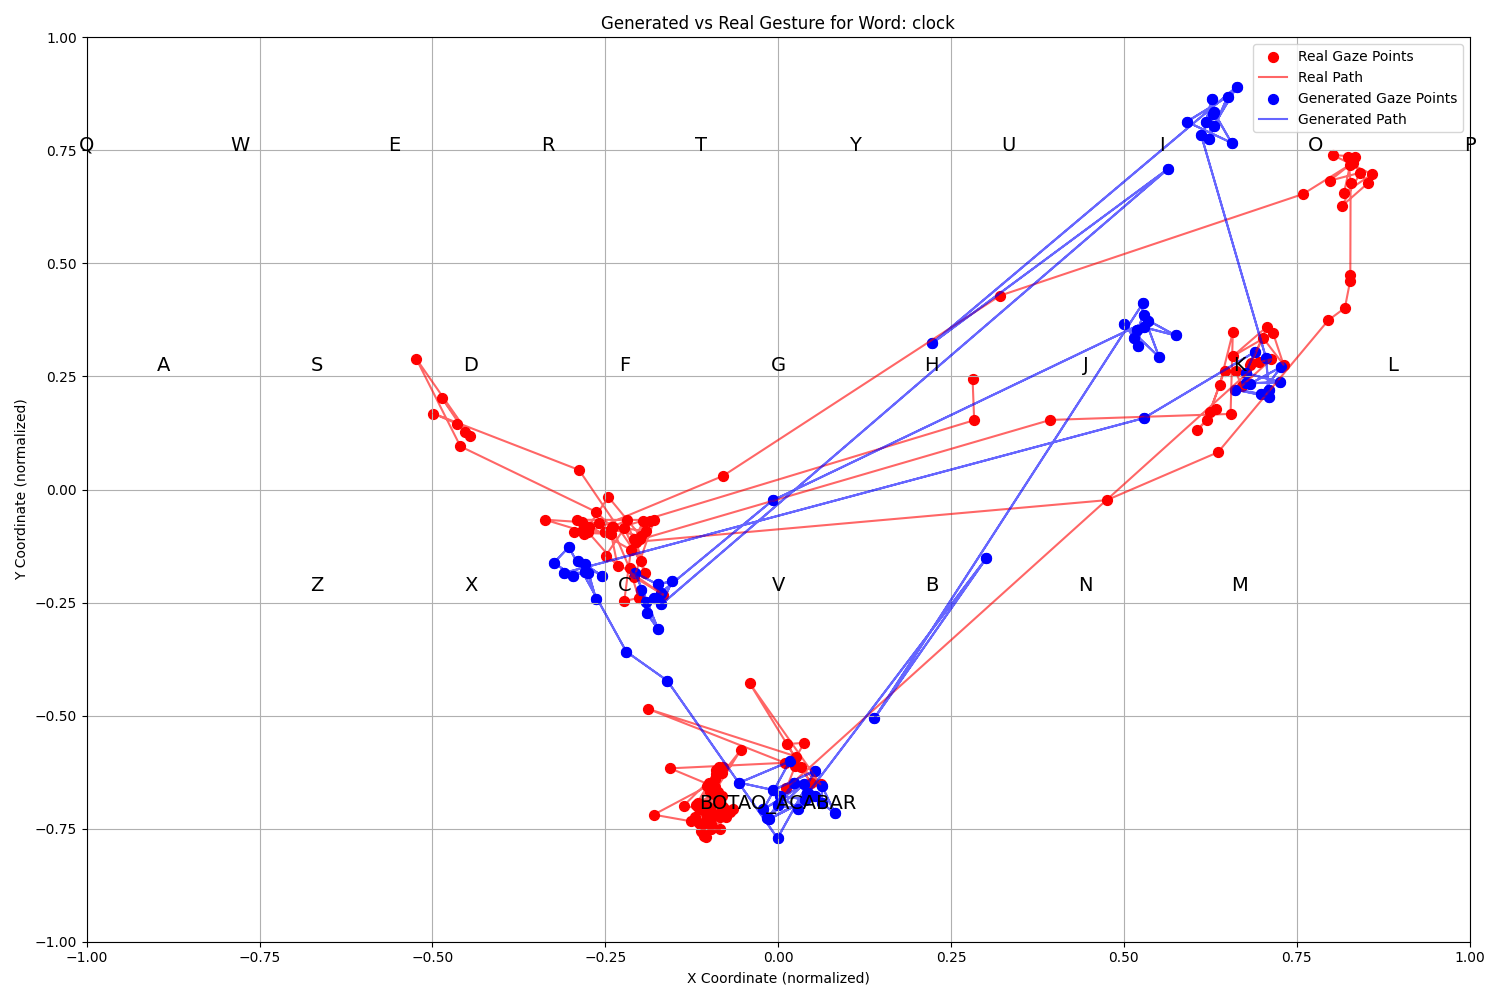 Generated vs Real Gesture for Word: clock
1.00
Real Gaze Points
Real Path
Generated Gaze Points
Generated Path
0.75
Q W E R T Y U I O P
0.50
0.25
A S D F G H J K L
0.00
Z X C V B N M
−0.25
−0.50
BOTAO_ACABAR
−0.75
−1.00
−1.00 −0.75 −0.50 −0.25 0.00 0.25 0.50 0.75 1.00
X Coordinate (normalized)
Y Coordinate (normalized)